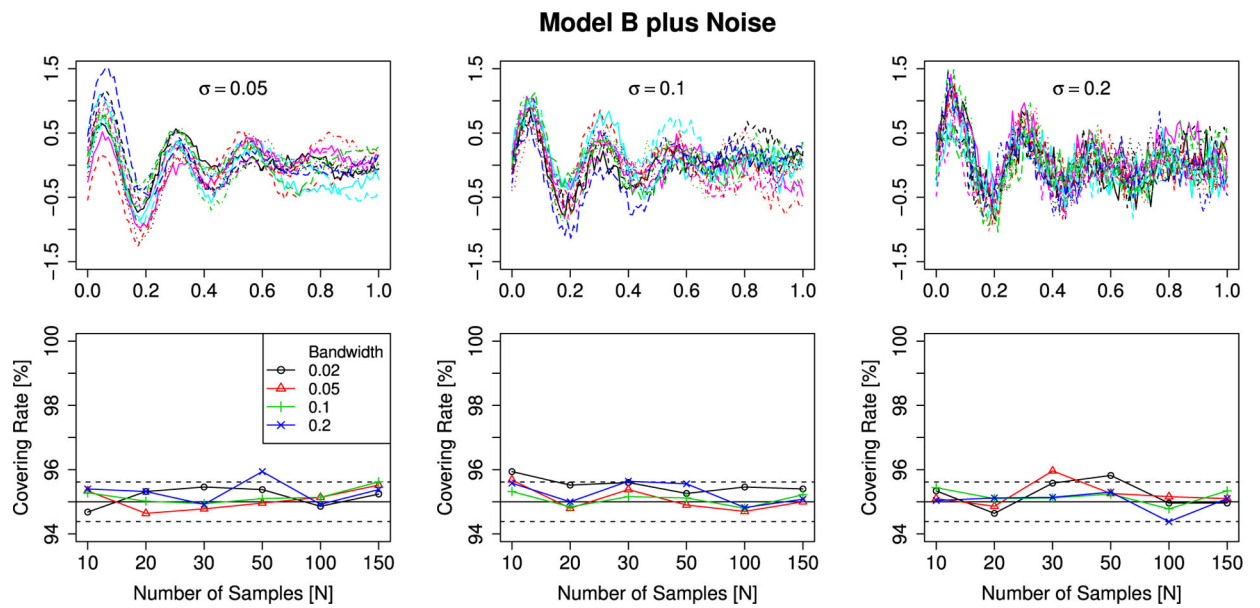 Model B plus Noise
σ = 0.05
1.5
0.5
−0.5
−1.5
0.0 0.2 0.4 0.6 0.8 1.0
σ = 0.1
1.5
0.5
−0.5
−1.5
0.0 0.2 0.4 0.6 0.8 1.0
σ = 0.2
1.5
0.5
−0.5
−1.5
0.0 0.2 0.4 0.6 0.8 1.0
Covering Rate [%]
100
98
96
94
Bandwidth
0.02
0.05
0.1
0.2
10 20 30 50 100 150
Number of Samples [N]
Covering Rate [%]
100
98
96
94
10 20 30 50 100 150
Number of Samples [N]
Covering Rate [%]
100
98
96
94
10 20 30 50 100 150
Number of Samples [N]